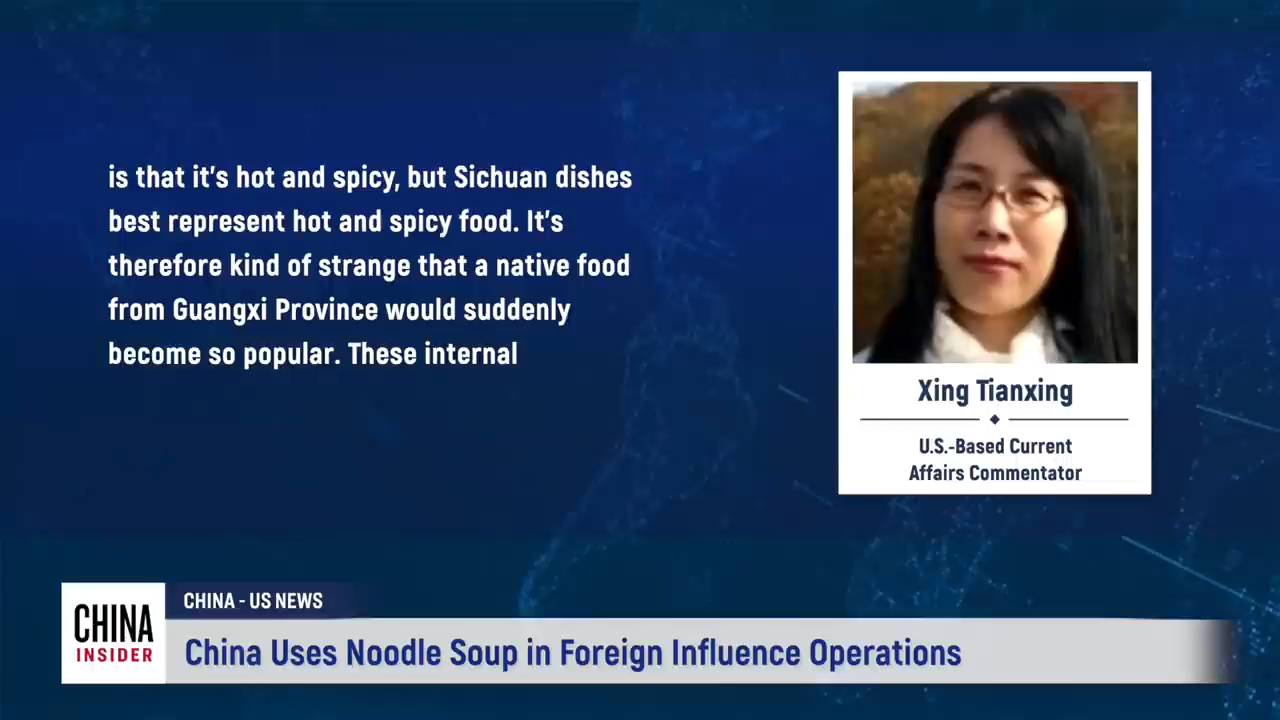 is that it's hot and spicy, but Sichuan dishes
best represent hot and spicy food. It's
therefore kind of strange that a native food
from Guangxi Province would suddenly
become so popular. These internal
Xing Tianxing
U.S.-Based Current
Affairs Commentator
CHINA
INSIDER
CHINA - US NEWS
China Uses Noodle Soup in Foreign Influence Operations